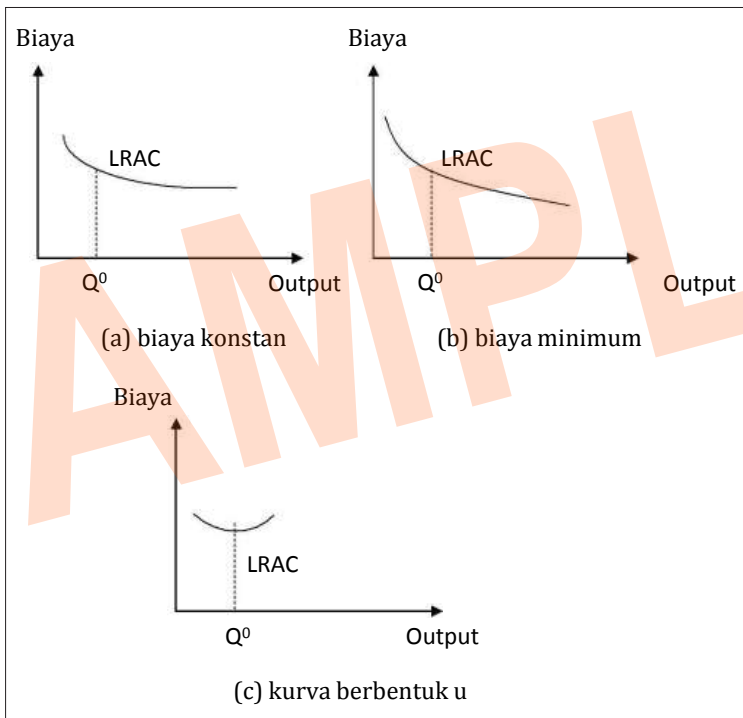 Biaya
LRAC
Q⁰
Output
(a) biaya konstan
Biaya
LRAC
Q⁰
Output
(b) biaya minimum
Biaya
LRAC
Q⁰
Output
(c) kurva berbentuk u
AMPL